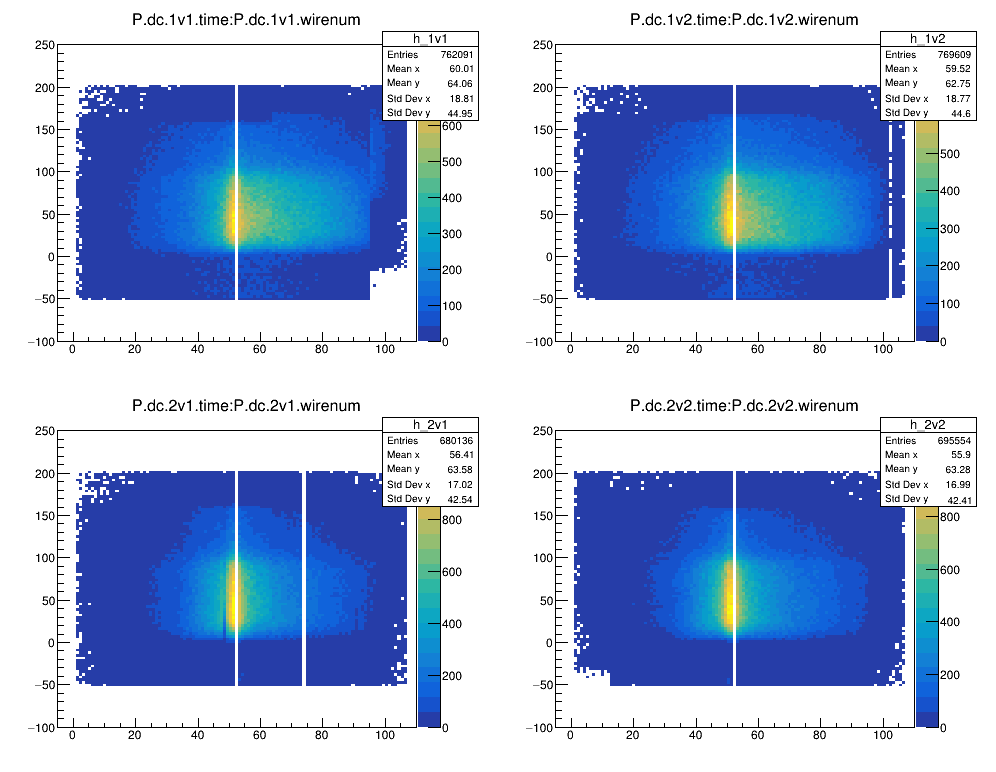 P.dc.1v1.time:P.dc.1v1.wirenum
h_1v1
Entries 762091
Mean x 60.01
Mean y 64.06
Std Dev x 18.81
Std Dev y 44.95
250
200
150
100
50
0
−50
−100
0 20 40 60 80 100
600
500
400
300
200
100
0
P.dc.1v2.time:P.dc.1v2.wirenum
h_1v2
Entries 769609
Mean x 59.52
Mean y 62.75
Std Dev x 18.77
Std Dev y 44.6
250
200
150
100
50
0
−50
−100
0 20 40 60 80 100
500
400
300
200
100
0
P.dc.2v1.time:P.dc.2v1.wirenum
h_2v1
Entries 680136
Mean x 56.41
Mean y 63.58
Std Dev x 17.02
Std Dev y 42.54
250
200
150
100
50
0
−50
−100
0 20 40 60 80 100
800
600
400
200
0
P.dc.2v2.time:P.dc.2v2.wirenum
h_2v2
Entries 695554
Mean x 55.9
Mean y 63.28
Std Dev x 16.99
Std Dev y 42.41
250
200
150
100
50
0
−50
−100
0 20 40 60 80 100
800
600
400
200
0